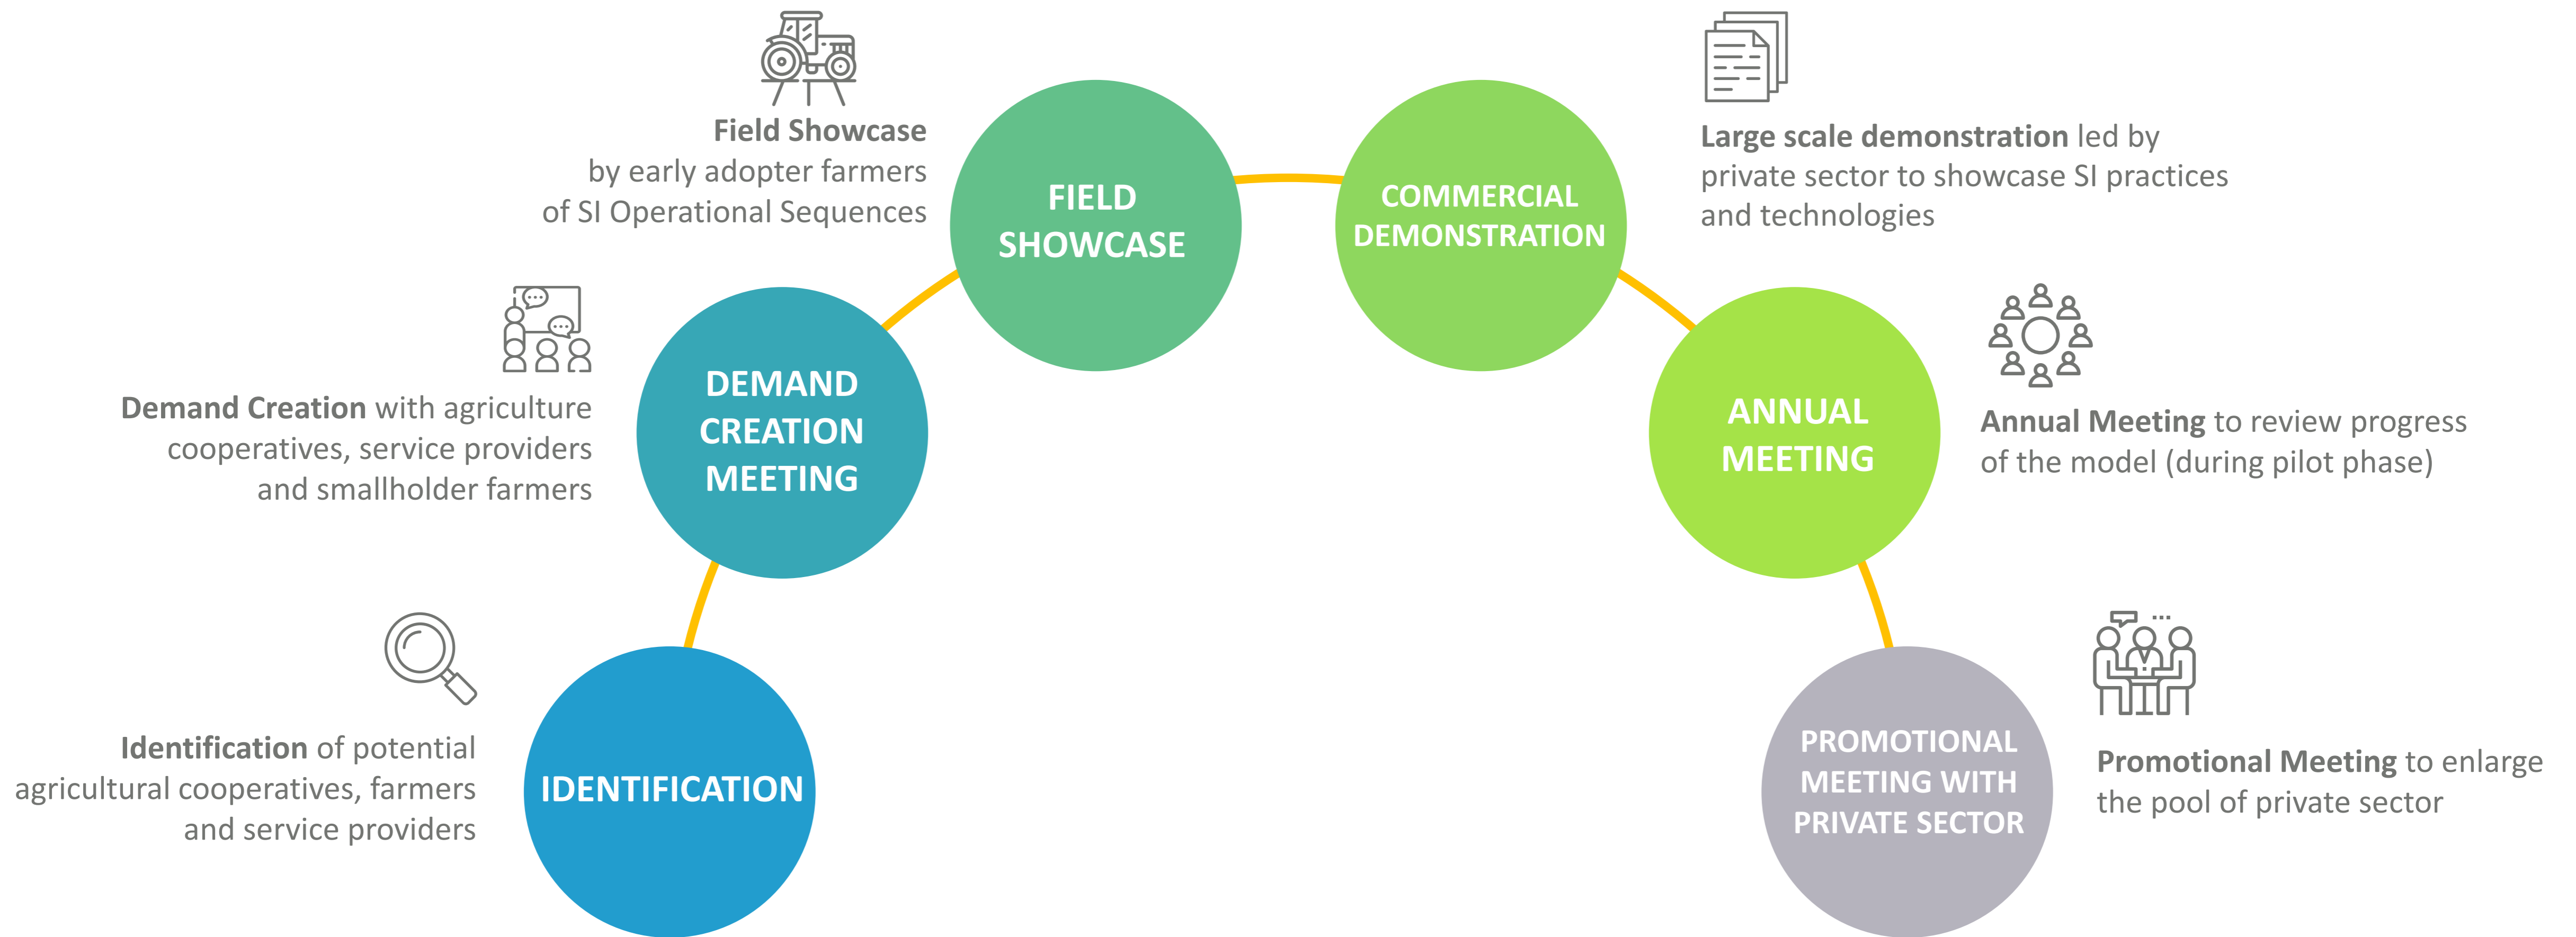 Field Showcase
by early adopter farmers
of SI Operational Sequences
FIELD
SHOWCASE
COMMERCIAL
DEMONSTRATION
Large scale demonstration led by
private sector to showcase SI practices
and technologies
Demand Creation with agriculture
cooperatives, service providers
and smallholder farmers
DEMAND
CREATION
MEETING
ANNUAL
MEETING
Annual Meeting to review progress
of the model (during pilot phase)
Identification of potential
agricultural cooperatives, farmers
and service providers
IDENTIFICATION
PROMOTIONAL
MEETING WITH
PRIVATE SECTOR
Promotional Meeting to enlarge
the pool of private sector